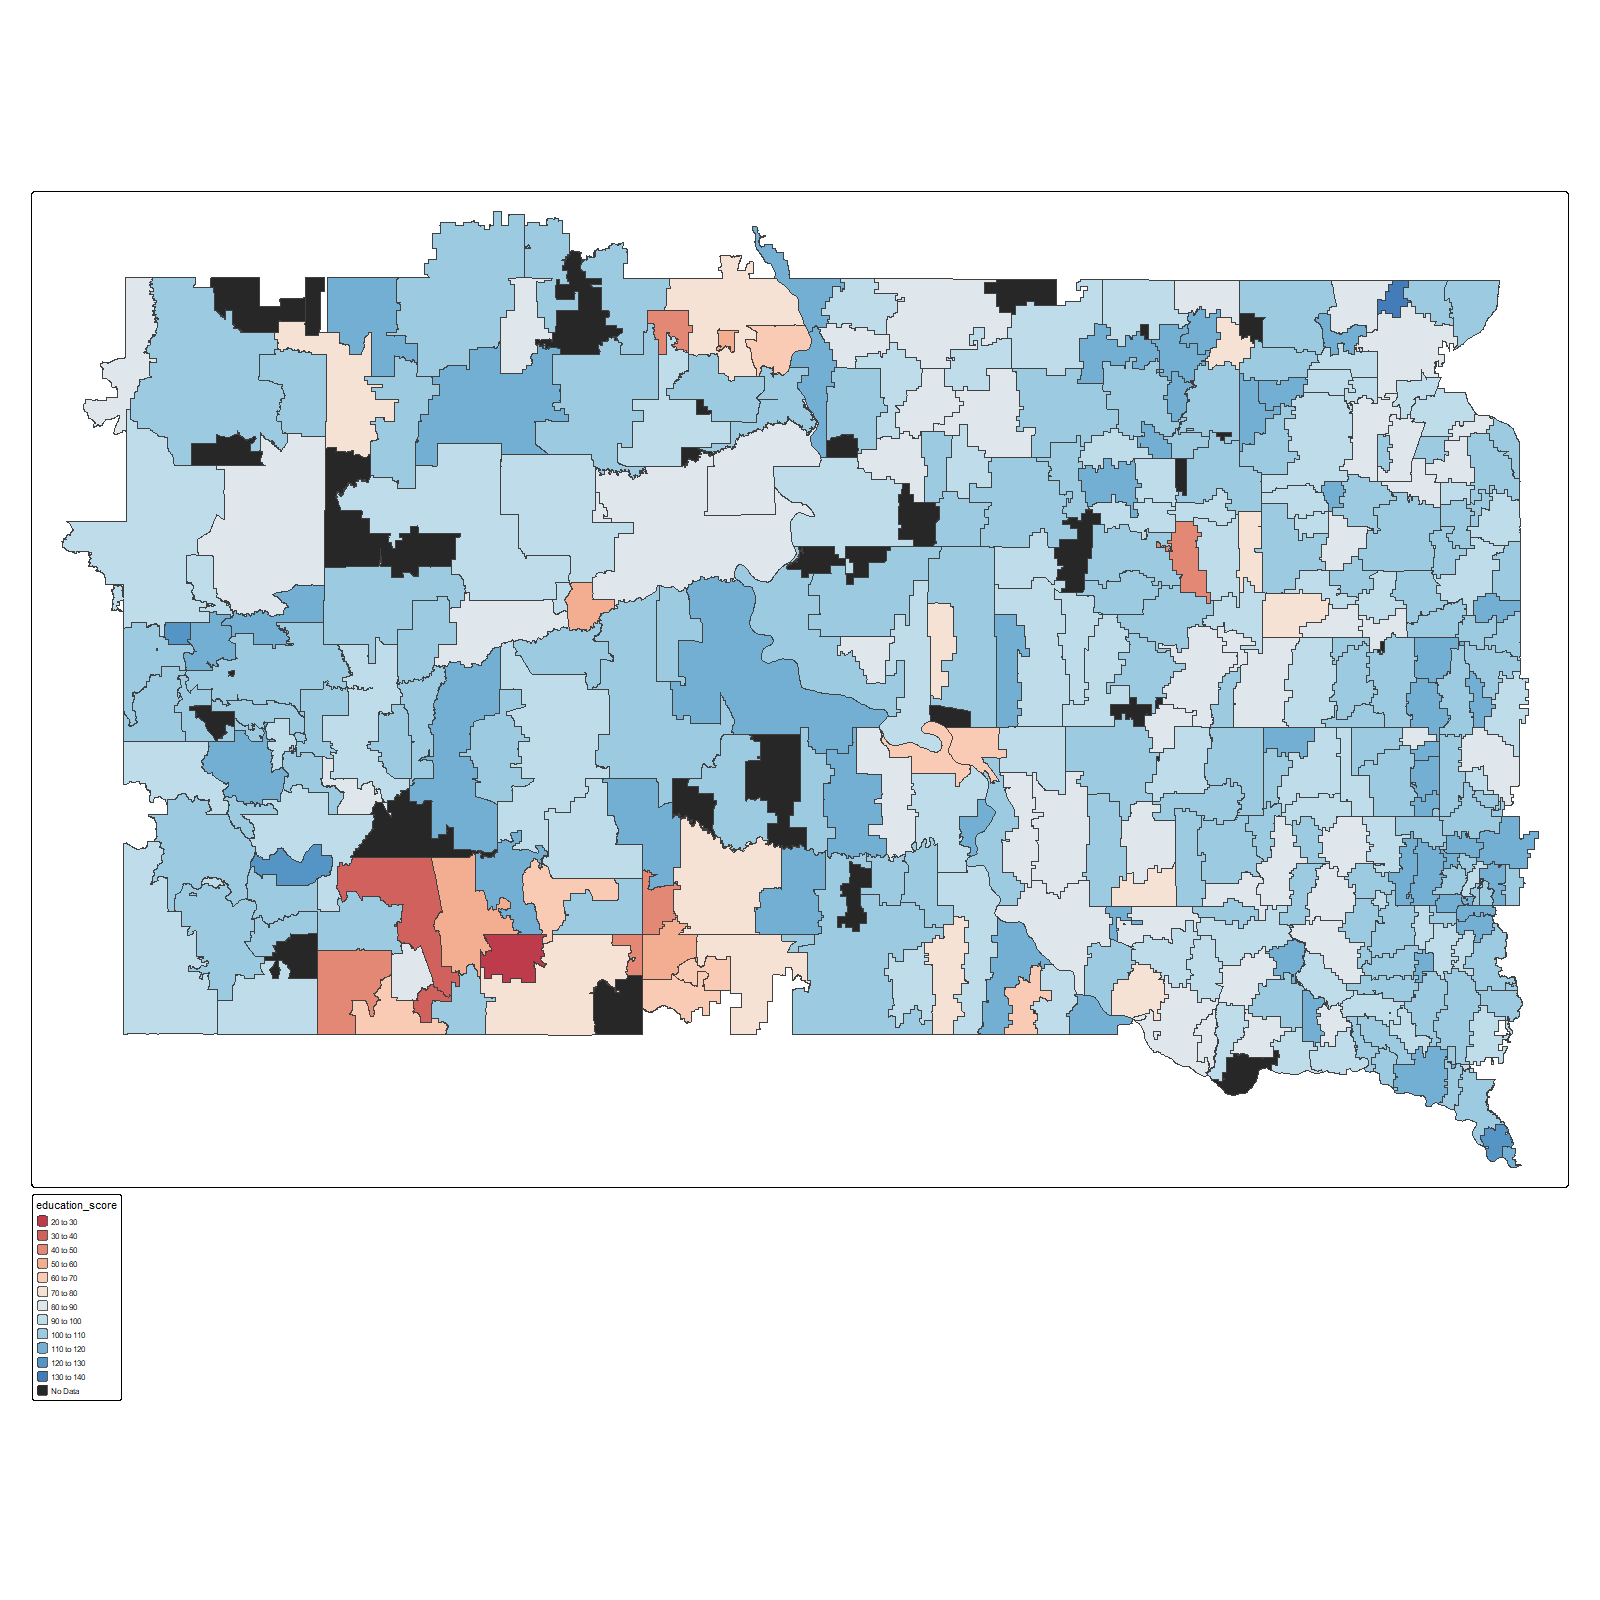 education_score
20 to 30
30 to 40
40 to 50
50 to 60
60 to 70
70 to 80
80 to 90
90 to 100
100 to 110
110 to 120
120 to 130
130 to 140
No Data